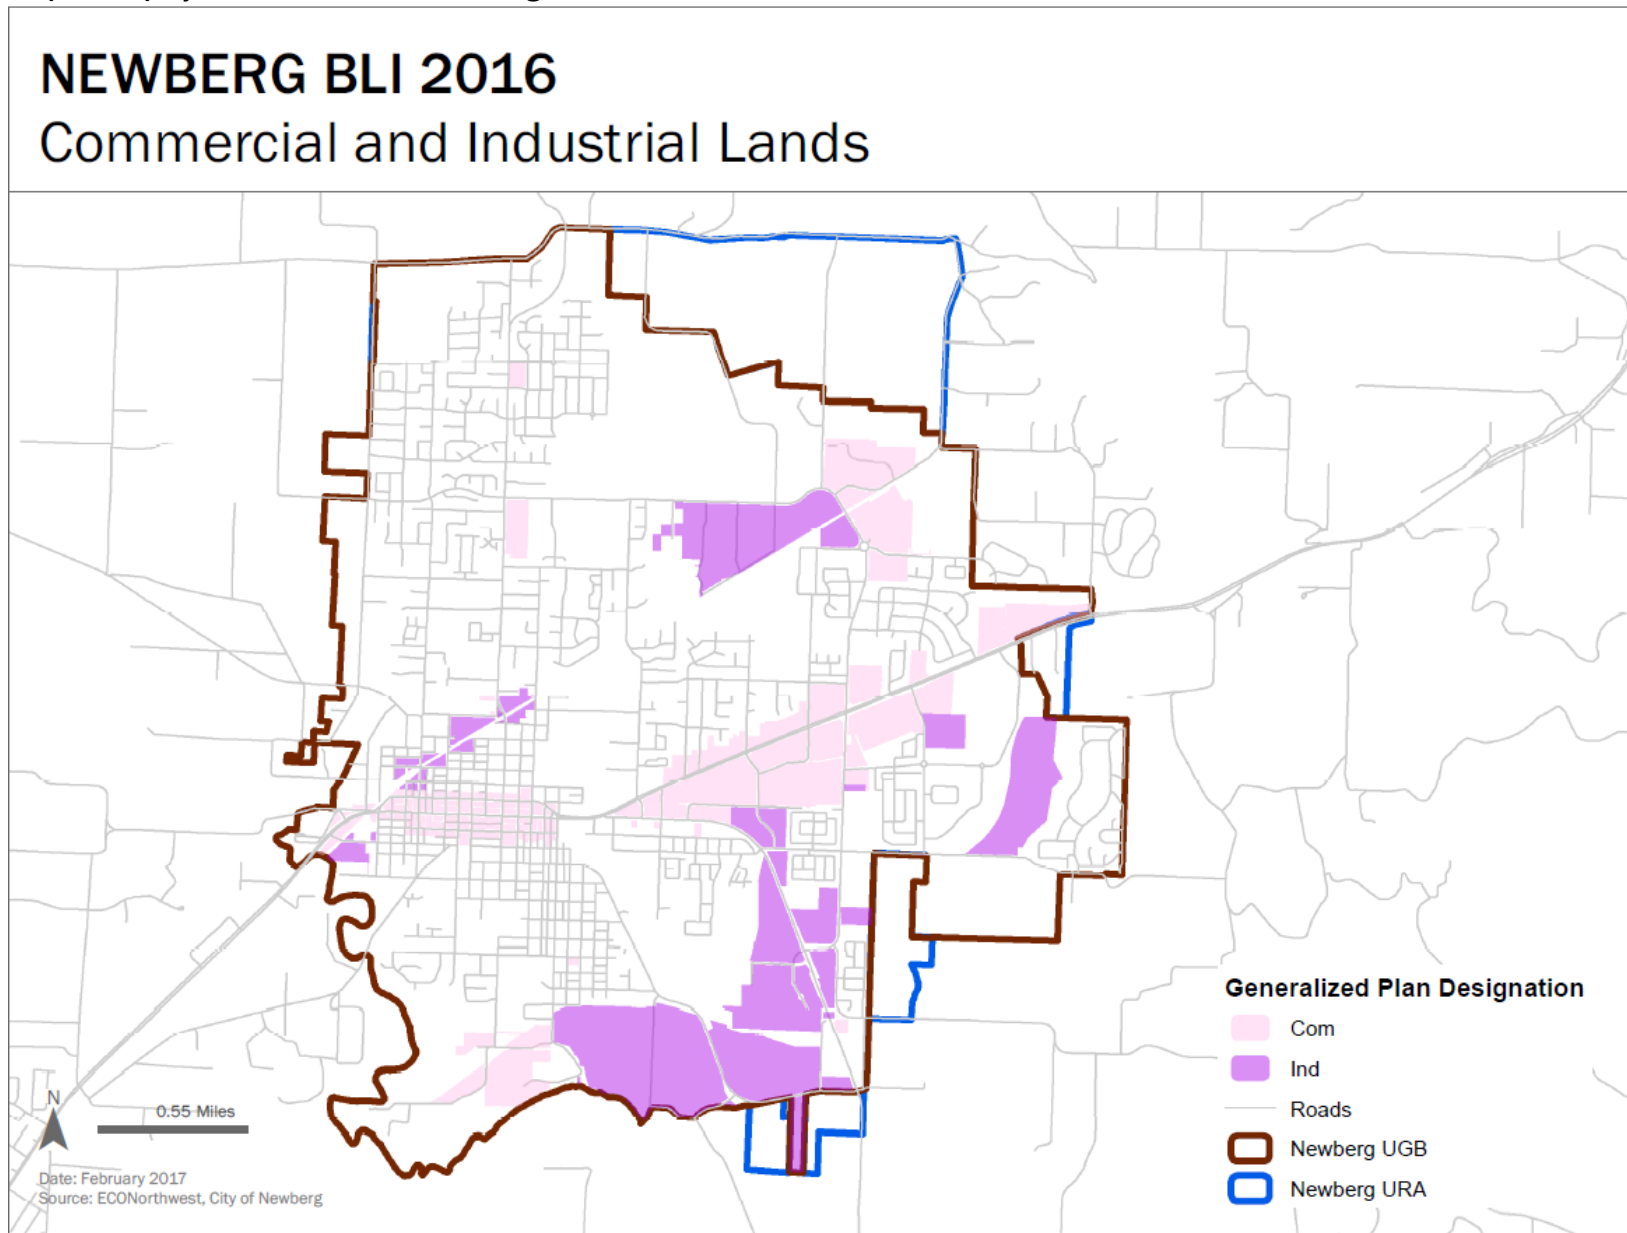 NEWBERG BLI 2016
Commercial and Industrial Lands
Generalized Plan Designation
Com
Ind
Roads
Newberg UGB
Newberg URA
N
0.55 Miles
Date: February 2017
Source: ECONorthwest, City of Newberg